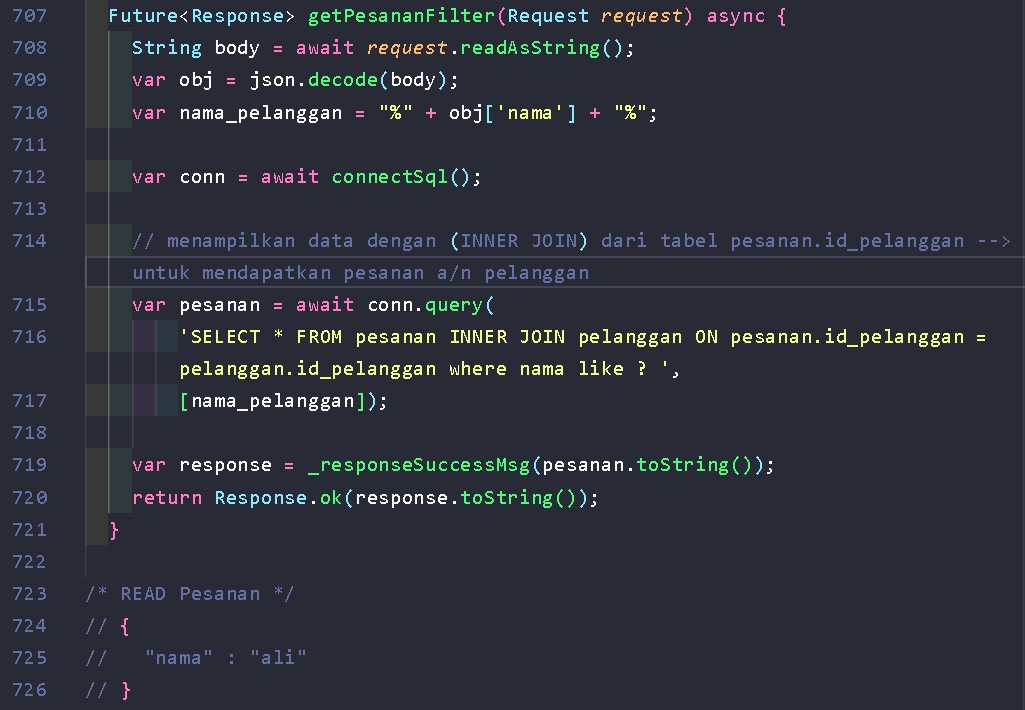 707 Future<Response> getPesananFilter(Request request) async {
708 String body = await request.readAsString();
709 var obj = json.decode(body);
710 var nama_pelanggan = "%" + obj['nama'] + "%";
711
712 var conn = await connectSql();
713
714 // menampilkan data dengan (INNER JOIN) dari tabel pesanan.id_pelanggan -->
untuk mendapatkan pesanan a/n pelanggan
715 var pesanan = await conn.query(
716 'SELECT * FROM pesanan INNER JOIN pelanggan ON pesanan.id_pelanggan =
pelanggan.id_pelanggan where nama like ? ',
717 [nama_pelanggan]);
718
719 var response = _responseSuccessMsg(pesanan.toString());
720 return Response.ok(response.toString());
721 }
722
723 /* READ Pesanan */
724 // {
725 // "nama" : "ali"
726 // }